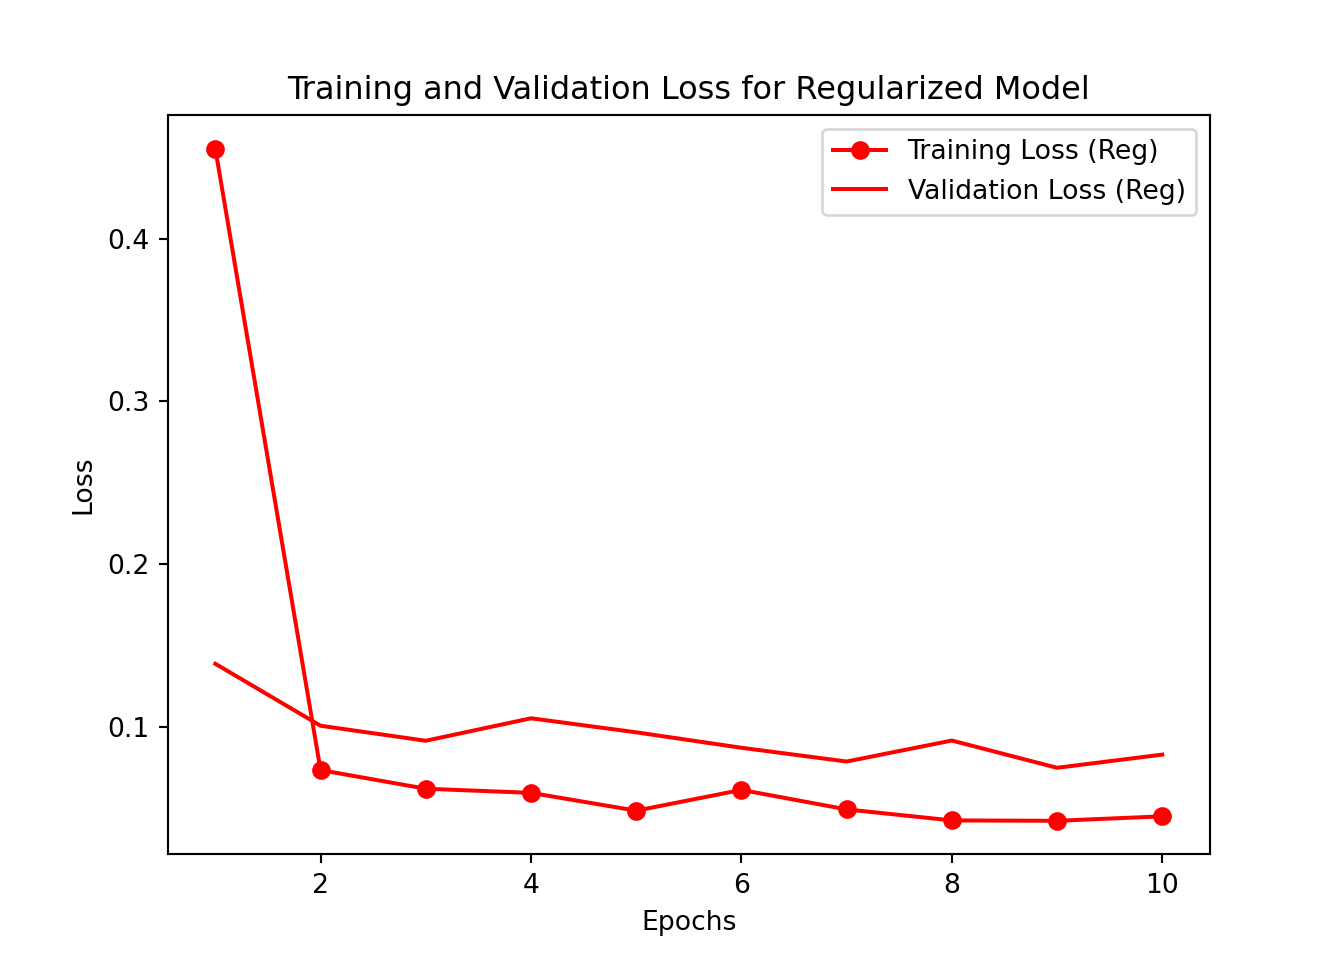 Training and Validation Loss for Regularized Model
Training Loss (Reg)
Validation Loss (Reg)
0.4
0.3
0.2
0.1
Loss
2 4 6 8 10
Epochs